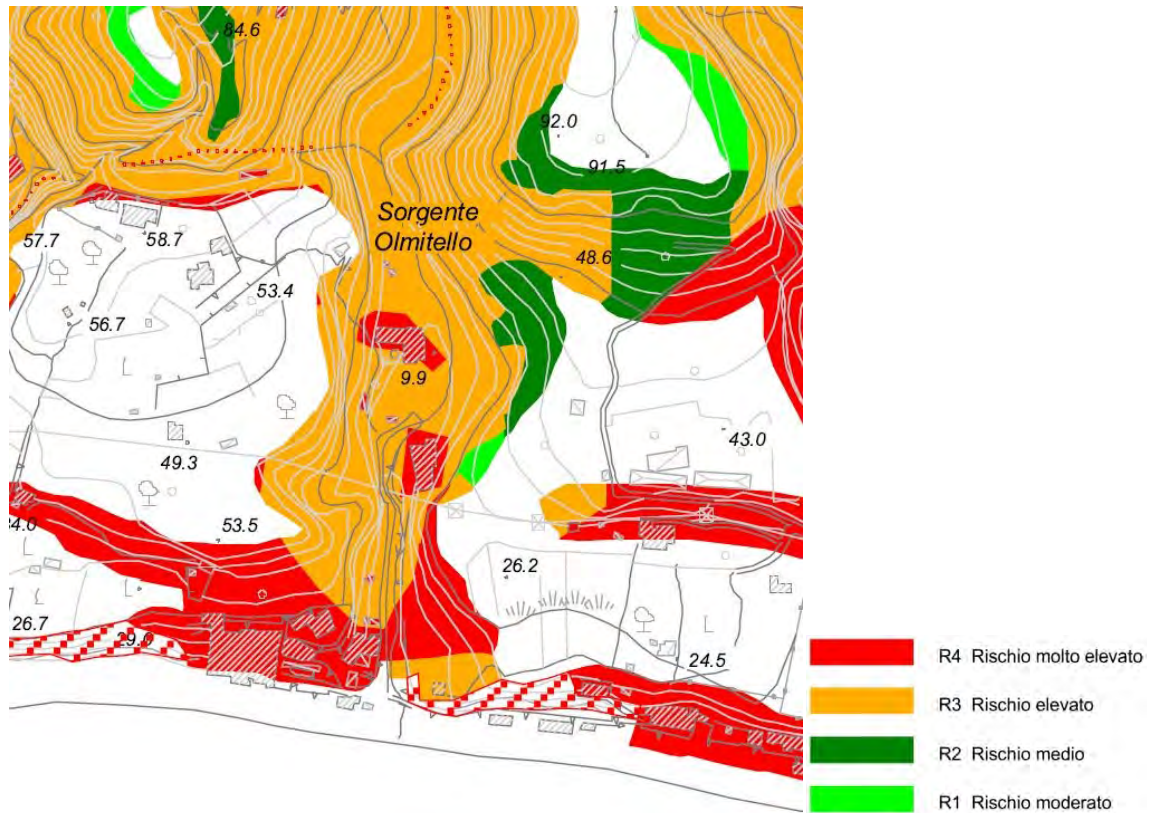 84.6
92.0
91.5
Sorgente
Olmitello
57.7
58.7
48.6
53.4
56.7
9.9
43.0
49.3
53.5
26.2
26.7
29.0
24.5
R4 Rischio molto elevato
R3 Rischio elevato
R2 Rischio medio
R1 Rischio moderato